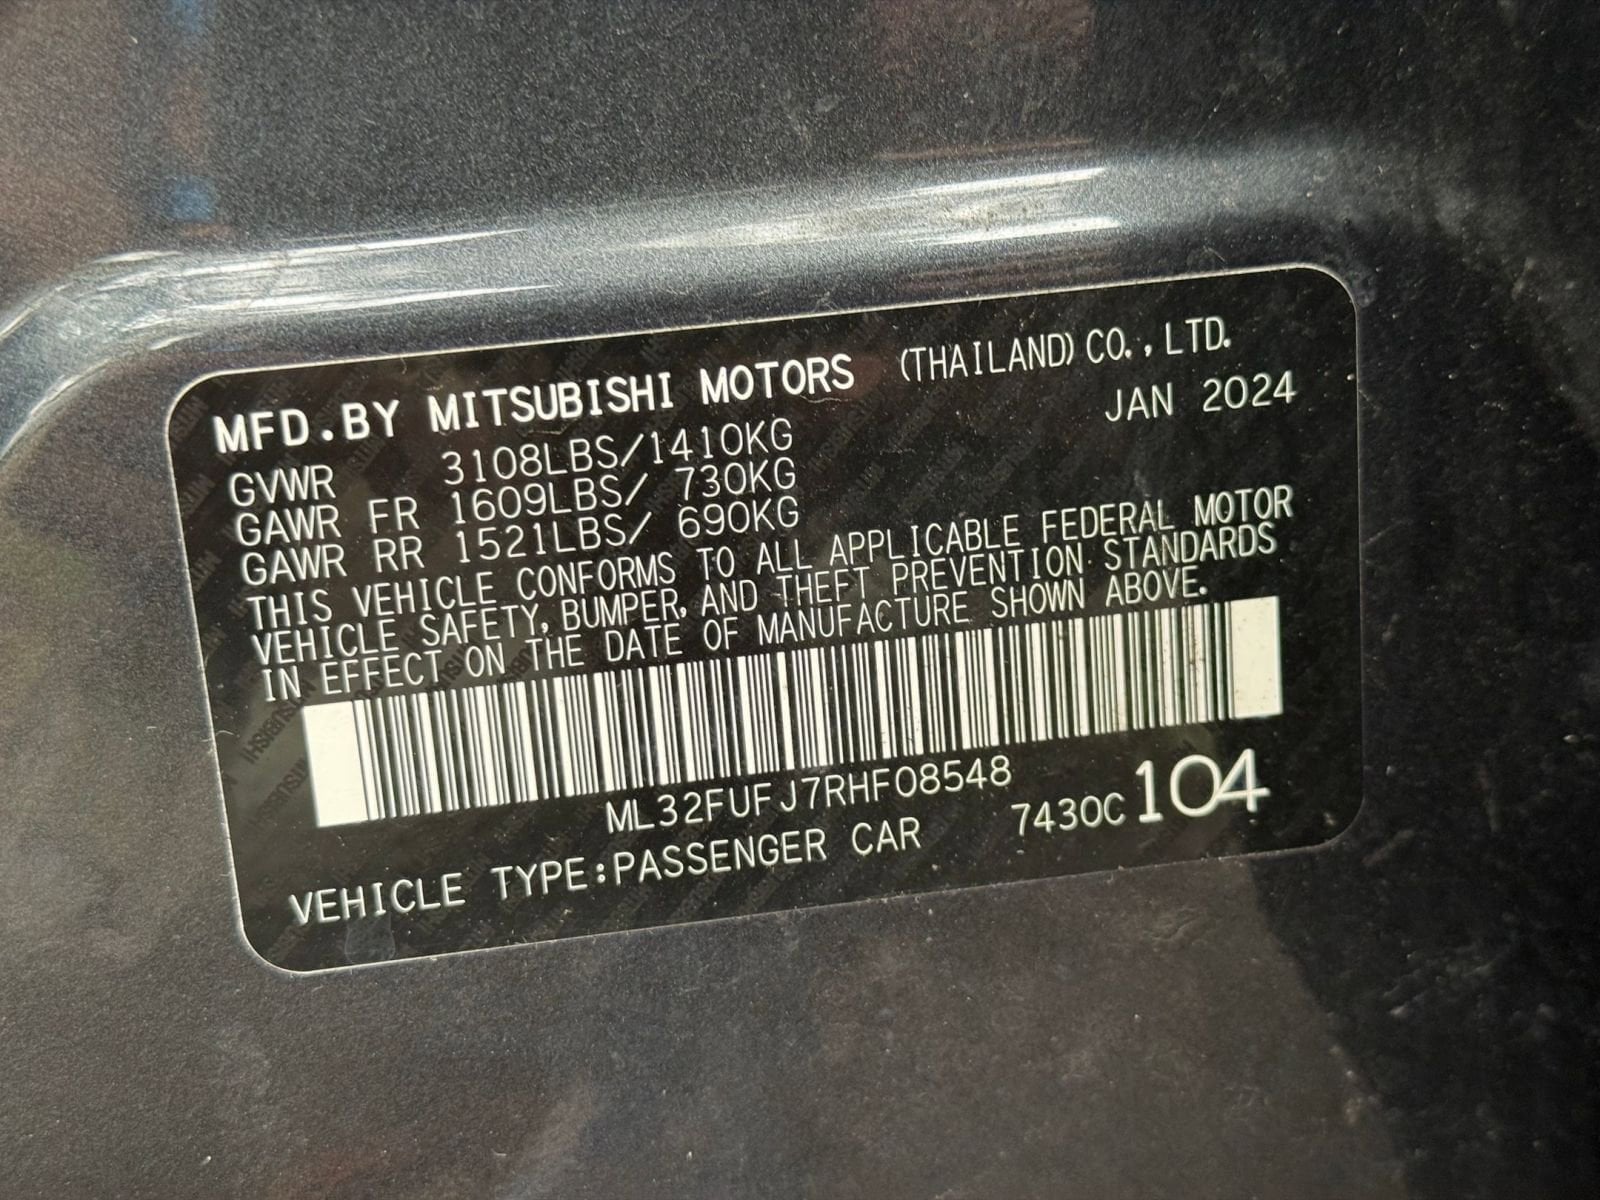 MFD.BY MITSUBISHI MOTORS (THAILAND) CO.,LTD.
JAN 2024
GVWR 3108LBS/1410KG
GAWR FR 1609LBS/ 730KG
GAWR RR 1521LBS/ 690KG
THIS VEHICLE CONFORMS TO ALL APPLICABLE FEDERAL MOTOR
VEHICLE SAFETY, BUMPER, AND THEFT PREVENTION STANDARDS
IN EFFECT ON THE DATE OF MANUFACTURE SHOWN ABOVE.
ML32FUFJ7RHF08548
VEHICLE TYPE:PASSENGER CAR 7430C 104